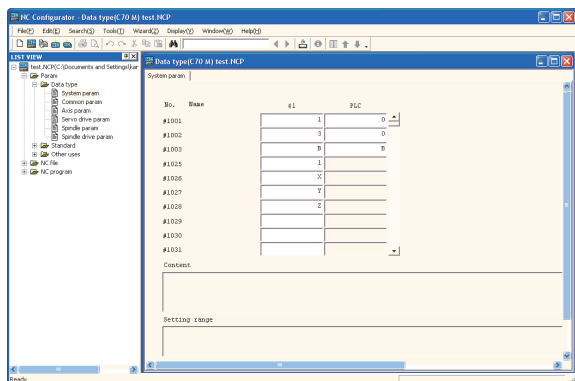 NC Configurator - Data type(C70 M) test.NCP
File(F) Edit(E) Search(S) Tools(T) Wizard(Z) Display(V) Window(W) Help(H)
LIST VIEW
test.NCP(C:\Documents and Settings\kar
Param
Data type
System param
Common param
Axis param
Servo drive param
Spindle param
Spindle drive param
Standard
Other uses
NC file
NC program
Data type(C70 M) test.NCP
System param
No. Name $1 PLC
#1001 1 0
#1002 3 0
#1003 B B
#1025 1
#1026 X
#1027 Y
#1028 Z
#1029
#1030
#1031
Content
Setting range
Ready